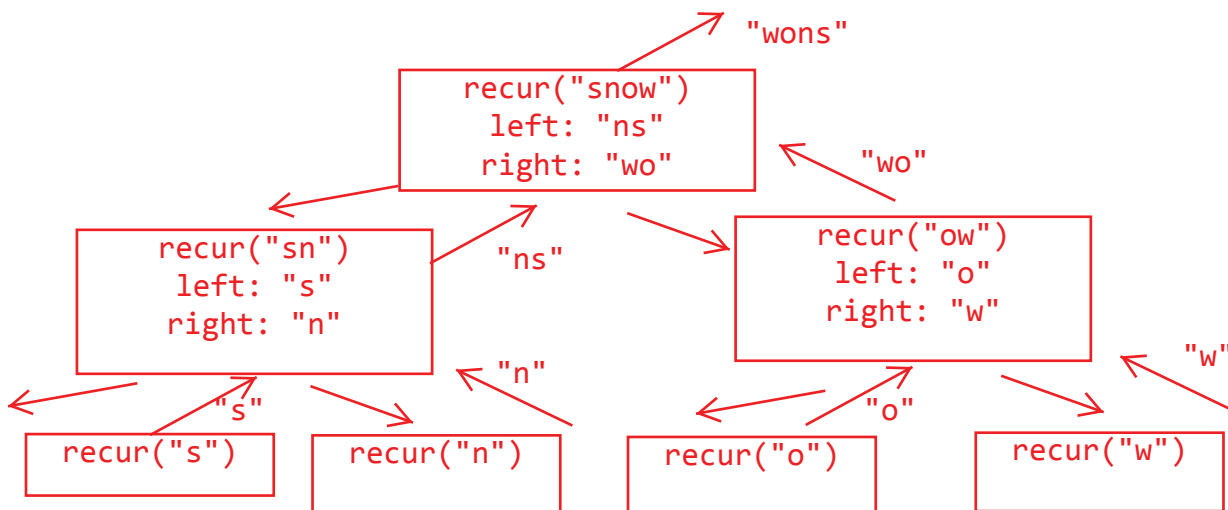 "wons"
recur("snow")
left: "ns"
right: "wo"
"wo"
recur("sn")
left: "s"
right: "n"
"ns"
recur("ow")
left: "o"
right: "w"
"s"
"n"
"o"
"w"
recur("s")
recur("n")
recur("o")
recur("w")